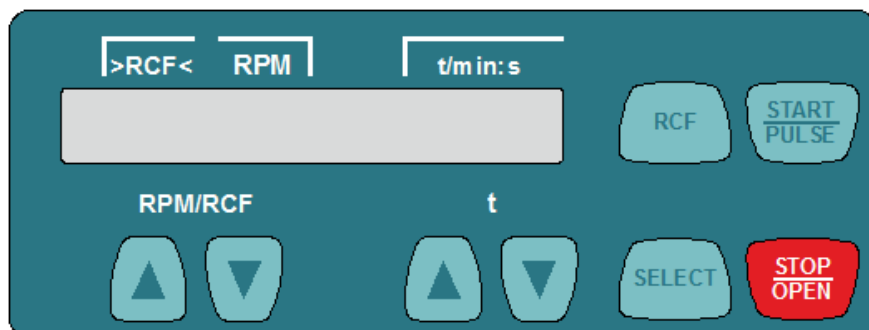 >RCF< RPM t/min:s
RCF
START
PULSE
RPM/RCF t
SELECT
STOP
OPEN